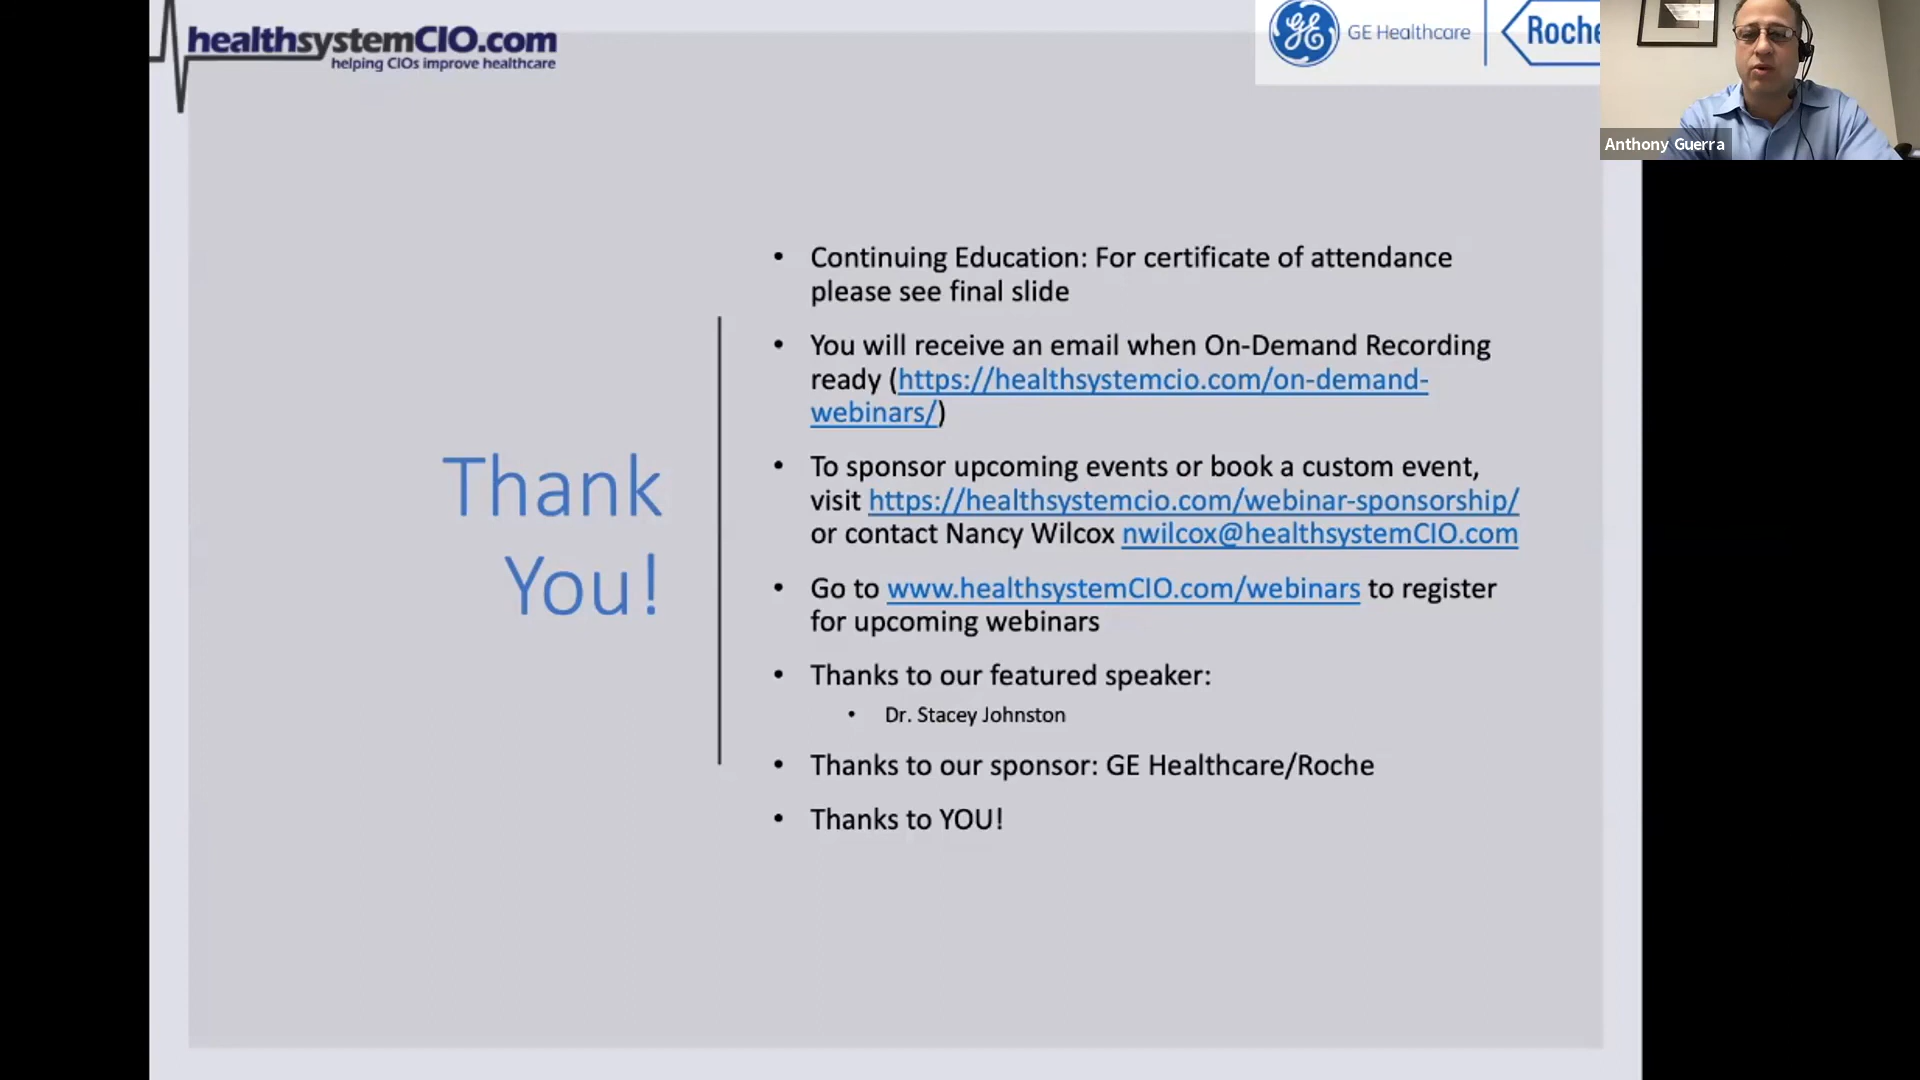 healthsystemCIO.com
helping CIOs improve healthcare
GE Healthcare
Roche
Anthony Guerra
Thank
You!
• Continuing Education: For certificate of attendance
please see final slide
• You will receive an email when On-Demand Recording
ready (https://healthsystemcio.com/on-demand-
webinars/)
• To sponsor upcoming events or book a custom event,
visit https://healthsystemcio.com/webinar-sponsorship/
or contact Nancy Wilcox nwilcox@healthsystemCIO.com
• Go to www.healthsystemCIO.com/webinars to register
for upcoming webinars
• Thanks to our featured speaker:
• Dr. Stacey Johnston
• Thanks to our sponsor: GE Healthcare/Roche
• Thanks to YOU!